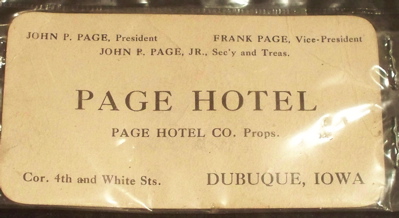 JOHN P. PAGE, President FRANK PAGE, Vice-President
JOHN P. PAGE, JR., Sec'y and Treas.
PAGE HOTEL
PAGE HOTEL CO. Props.
Cor. 4th and White Sts. DUBUQUE, IOWA